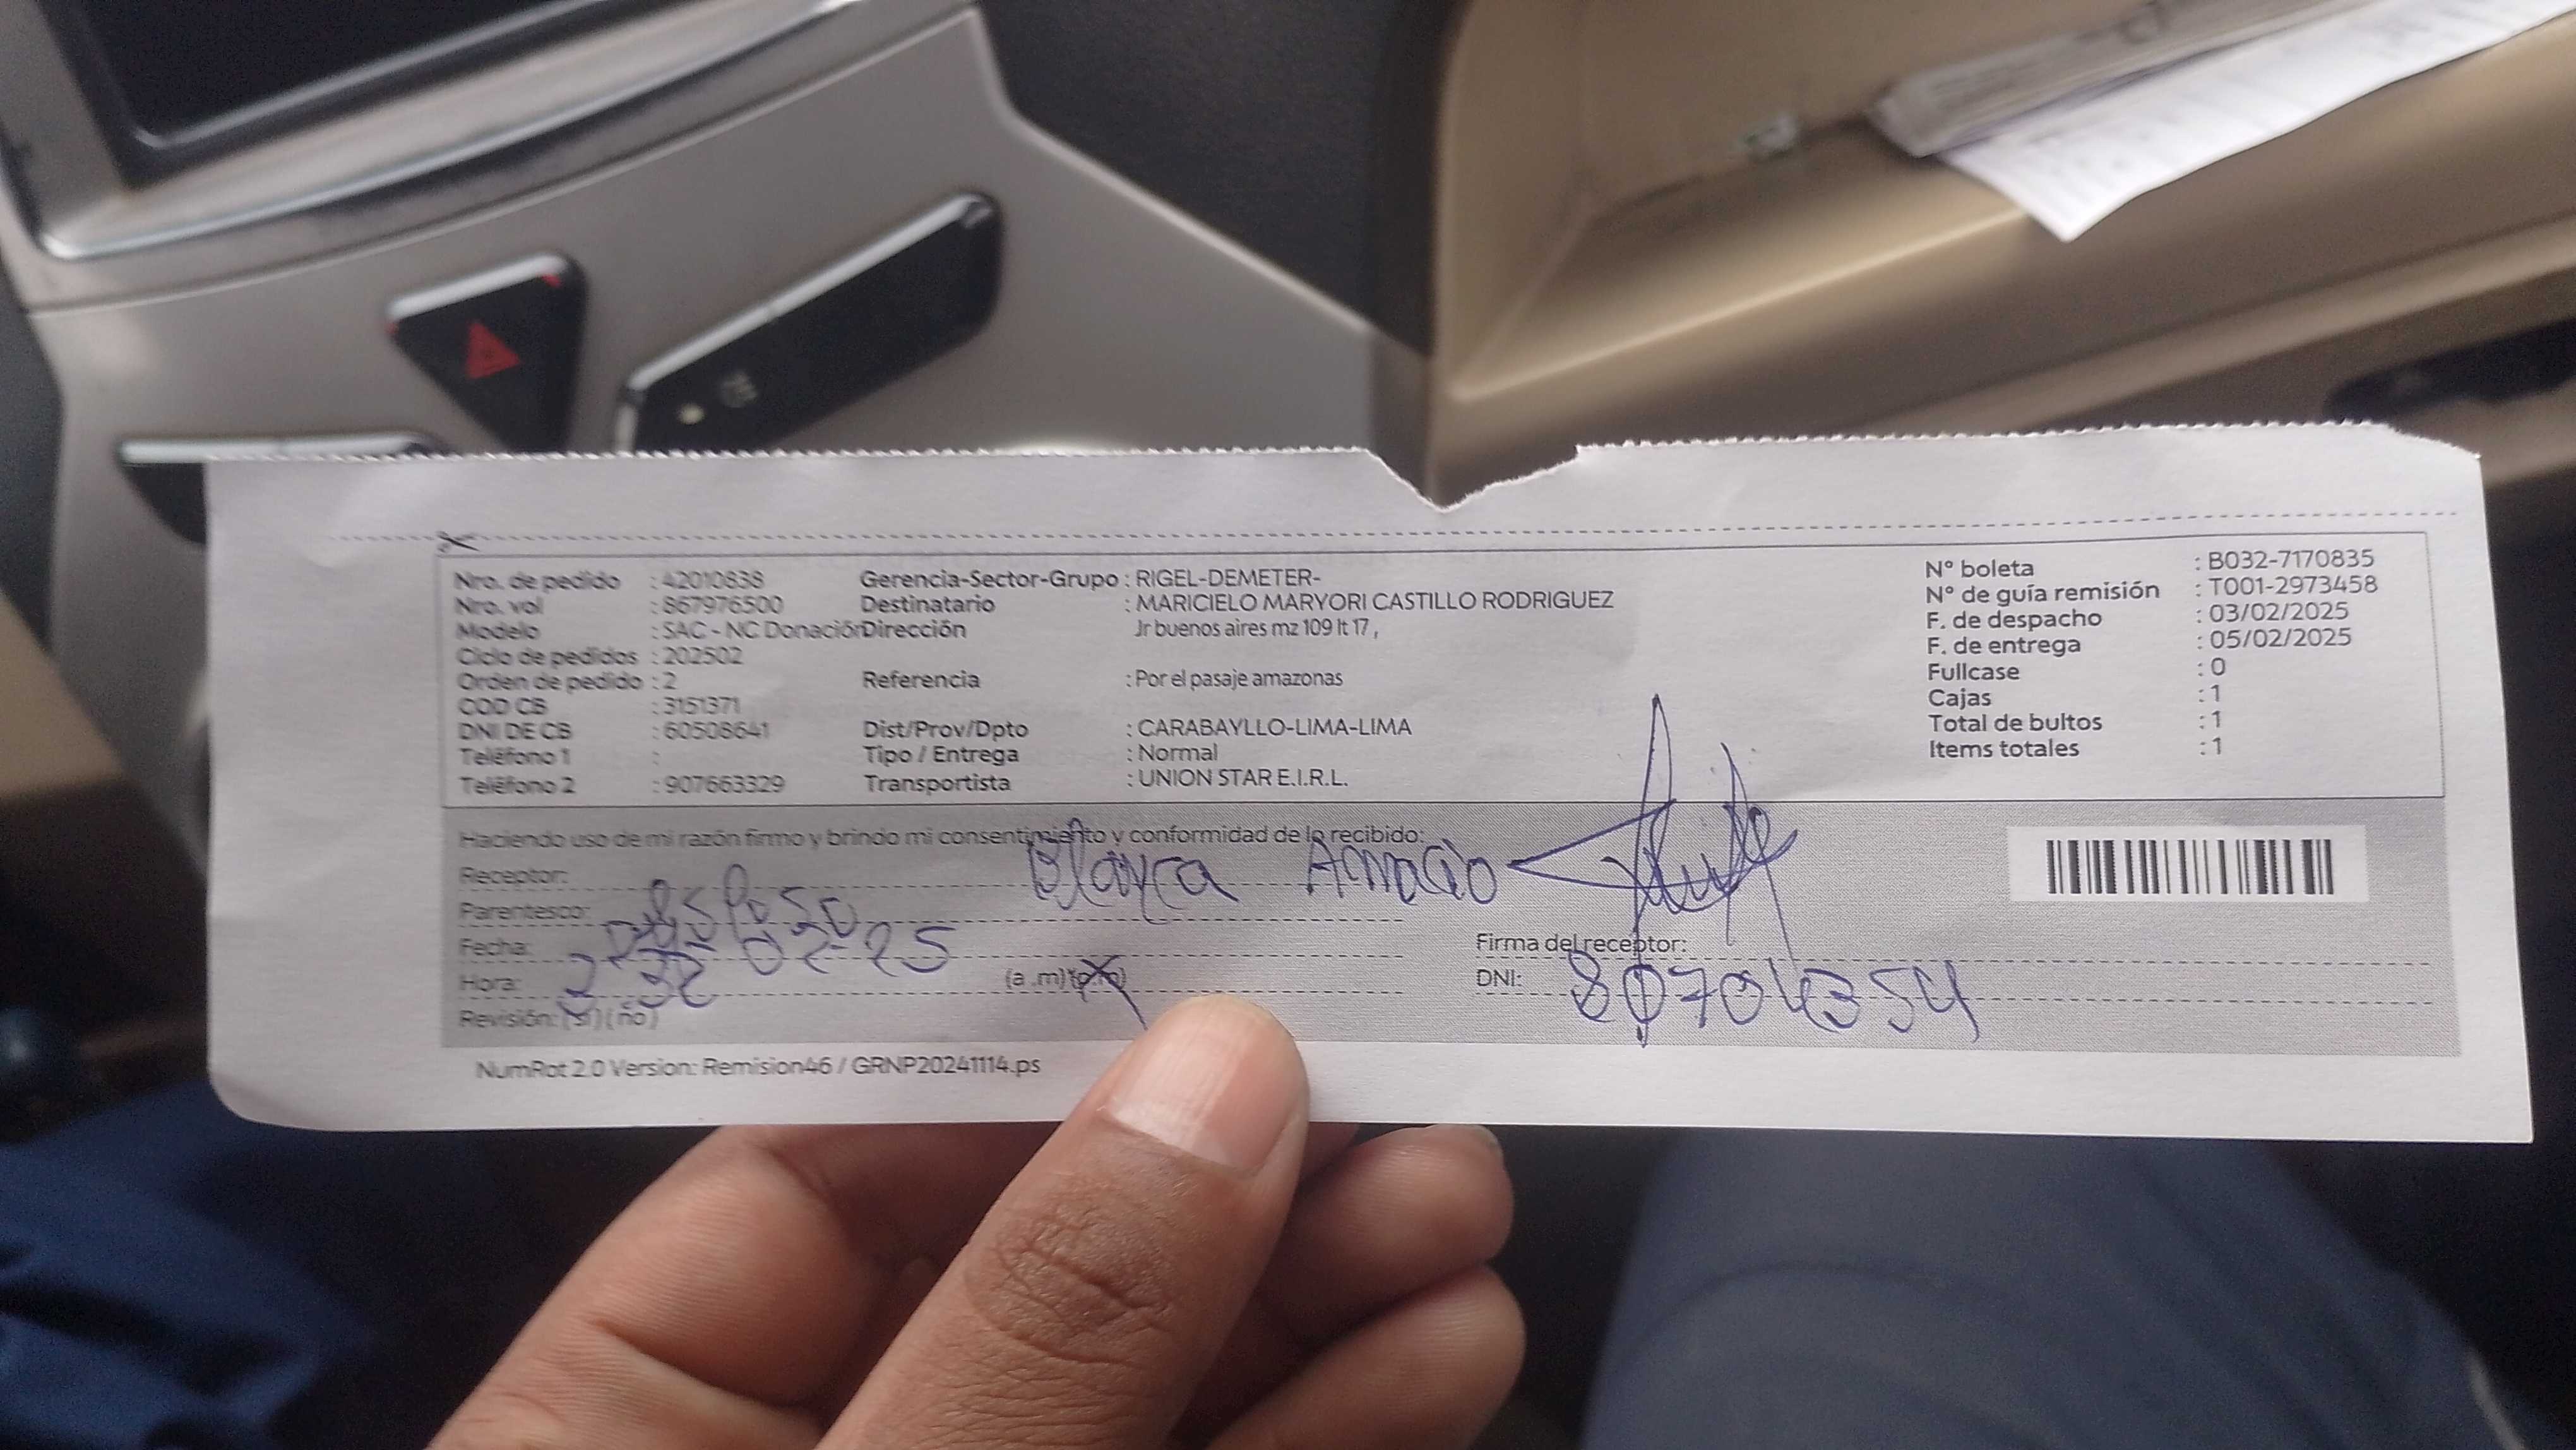 Nro. de pedido : 42010838 Gerencia-Sector-Grupo : RIGEL-DEMETER- N° boleta : B032-7170835
Nro. vol : 867976500 Destinatario : MARICIELO MARYORI CASTILLO RODRIGUEZ N° de guía remisión : T001-2973458
Modelo : SAC - NC Donación Dirección Jr buenos aires mz 109 lt 17 , F. de despacho : 03/02/2025
Ciclo de pedidos : 202502 F. de entrega : 05/02/2025
Orden de pedido : 2 Referencia : Por el pasaje amazonas Fullcase : 0
COD CB : 3151371 Cajas : 1
DNI DE CB : 60508641 Dist/Prov/Dpto : CARABAYLLO-LIMA-LIMA Total de bultos : 1
Teléfono 1 : Tipo / Entrega : Normal Items totales : 1
Teléfono 2 : 907663329 Transportista : UNION STAR E.I.R.L.
Haciendo uso de mi razón firmo y brindo mi consentimiento y conformidad de lo recibido:
Receptor:
Parentesco: esposo
Fecha: 02-25 Firma del receptor:
Hora: 2 32 (a .m) (p.m) DNI: 80704354
Revisión: (si) ( no )
NumRot 2.0 Version: Remision46 / GRNP20241114.ps